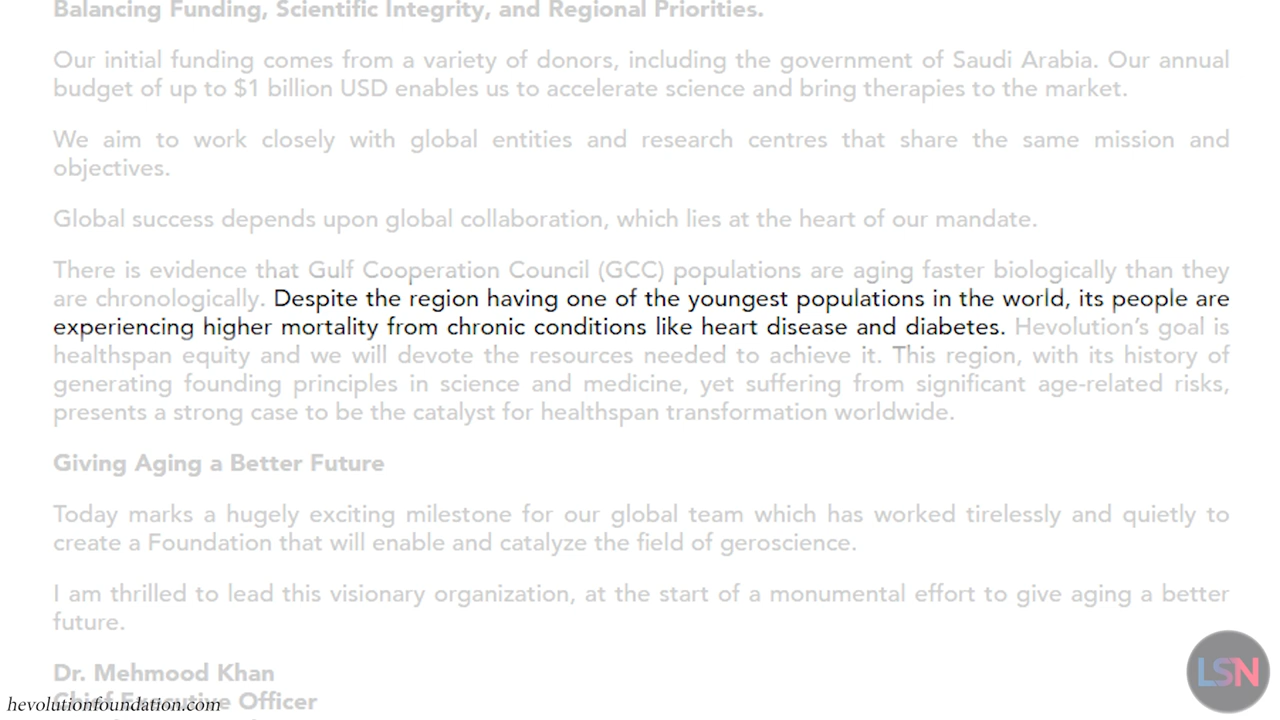 Balancing Funding, Scientific Integrity, and Regional Priorities.
Our initial funding comes from a variety of donors, including the government of Saudi Arabia. Our annual
budget of up to $1 billion USD enables us to accelerate science and bring therapies to the market.
We aim to work closely with global entities and research centres that share the same mission and
objectives.
Global success depends upon global collaboration, which lies at the heart of our mandate.
There is evidence that Gulf Cooperation Council (GCC) populations are aging faster biologically than they
are chronologically. Despite the region having one of the youngest populations in the world, its people are
experiencing higher mortality from chronic conditions like heart disease and diabetes. Hevolution's goal is
healthspan equity and we will devote the resources needed to achieve it. This region, with its history of
generating founding principles in science and medicine, yet suffering from significant age-related risks,
presents a strong case to be the catalyst for healthspan transformation worldwide.
Giving Aging a Better Future
Today marks a hugely exciting milestone for our global team which has worked tirelessly and quietly to
create a Foundation that will enable and catalyze the field of geroscience.
I am thrilled to lead this visionary organization, at the start of a monumental effort to give aging a better
future.
Dr. Mehmood Khan
Chief Executive Officer
hevolutionfoundation.com
LSN